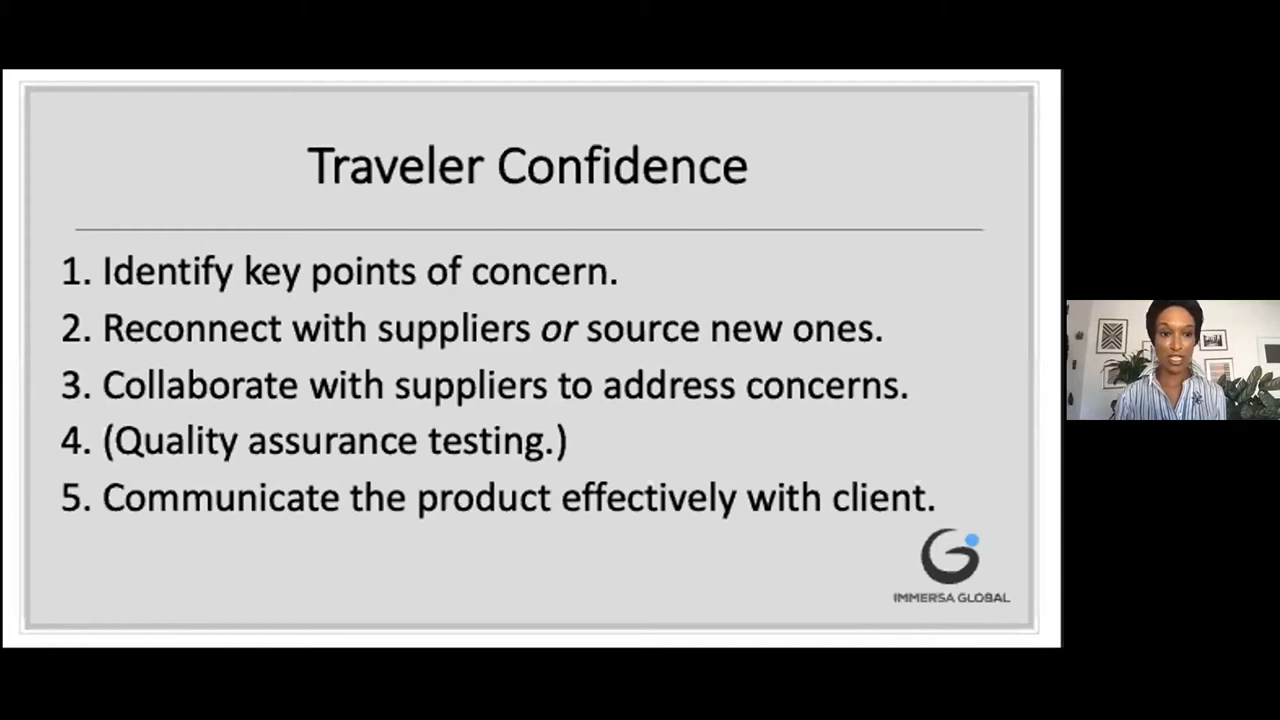 Traveler Confidence
1. Identify key points of concern.
2. Reconnect with suppliers or source new ones.
3. Collaborate with suppliers to address concerns.
4. (Quality assurance testing.)
5. Communicate the product effectively with client.
IMMERSA GLOBAL